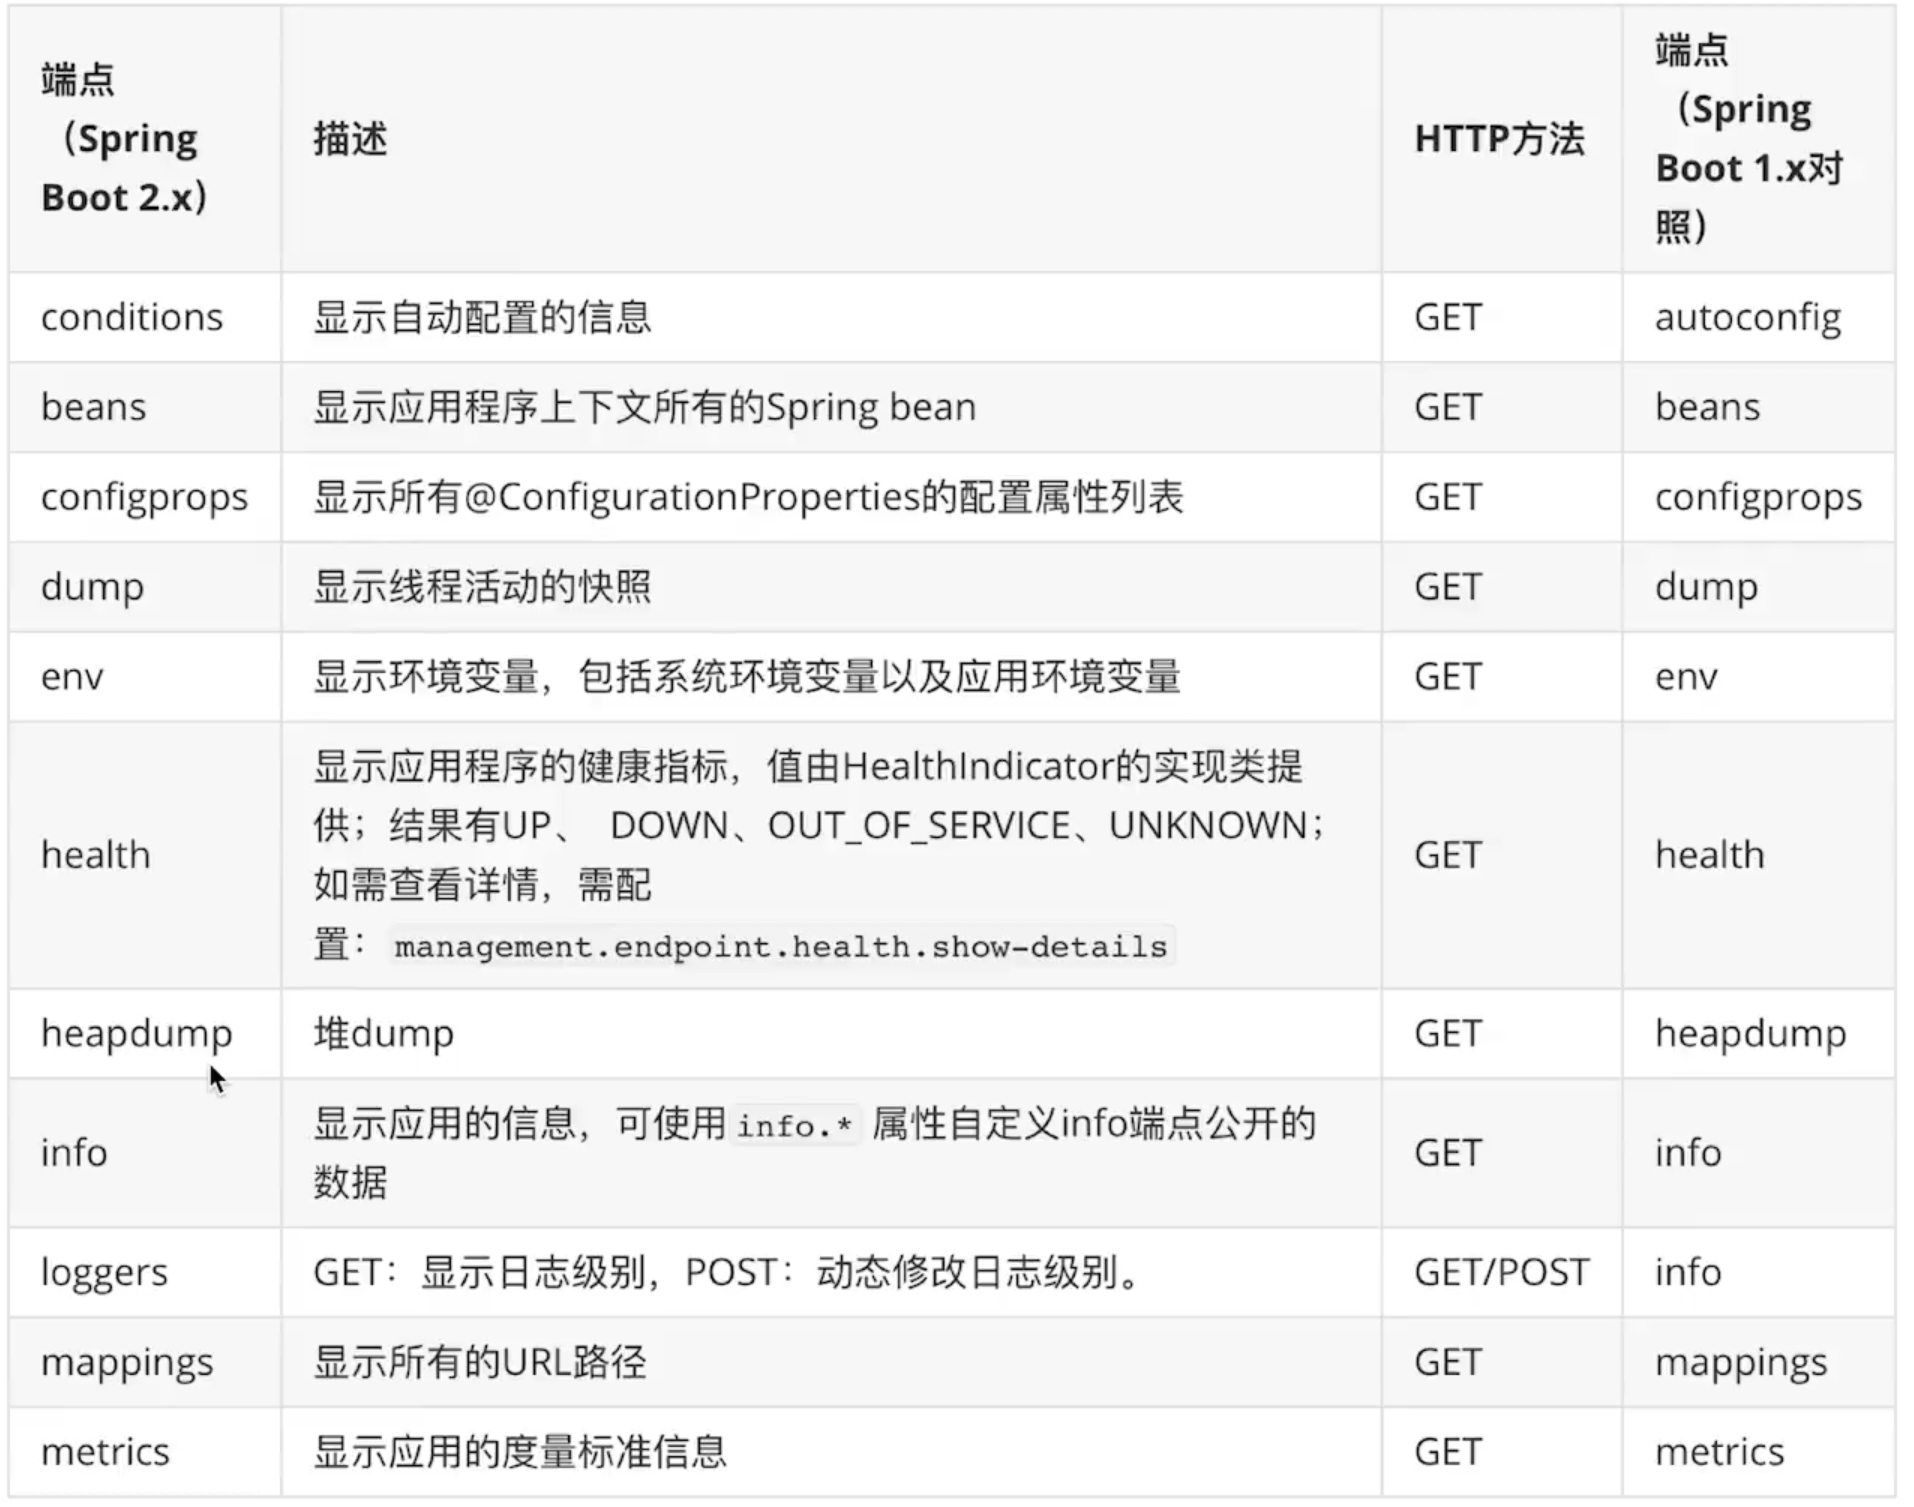 端点
（Spring
Boot 2.x）
描述
HTTP方法
端点
（Spring
Boot 1.x对
照）
conditions
显示自动配置的信息
GET
autoconfig
beans
显示应用程序上下文所有的Spring bean
GET
beans
configprops
显示所有@ConfigurationProperties的配置属性列表
GET
configprops
dump
显示线程活动的快照
GET
dump
env
显示环境变量，包括系统环境变量以及应用环境变量
GET
env
health
显示应用程序的健康指标，值由HealthIndicator的实现类提
供；结果有UP、 DOWN、OUT_OF_SERVICE、UNKNOWN；
如需查看详情，需配
置： management.endpoint.health.show-details
GET
health
heapdump
堆dump
GET
heapdump
info
显示应用的信息，可使用 info.* 属性自定义info端点公开的
数据
GET
info
loggers
GET：显示日志级别，POST：动态修改日志级别。
GET/POST
info
mappings
显示所有的URL路径
GET
mappings
metrics
显示应用的度量标准信息
GET
metrics